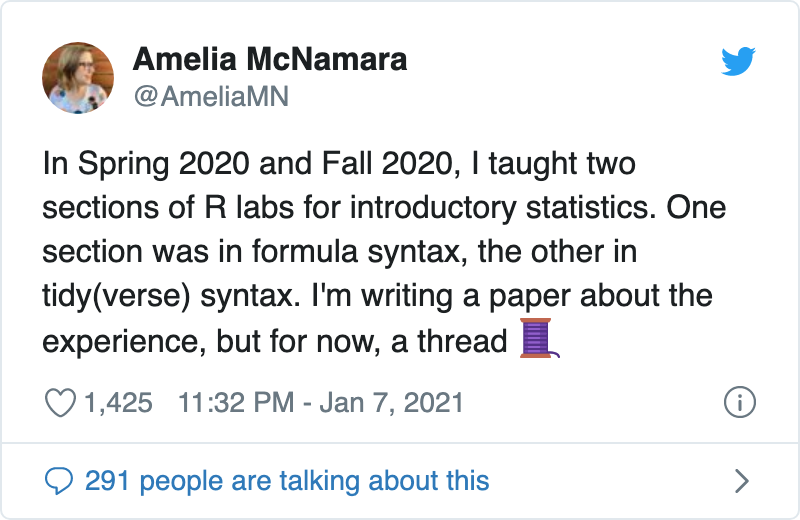 Amelia McNamara
@AmeliaMN
In Spring 2020 and Fall 2020, I taught two
sections of R labs for introductory statistics. One
section was in formula syntax, the other in
tidy(verse) syntax. I'm writing a paper about the
experience, but for now, a thread 🧵
1,425 11:32 PM - Jan 7, 2021
291 people are talking about this